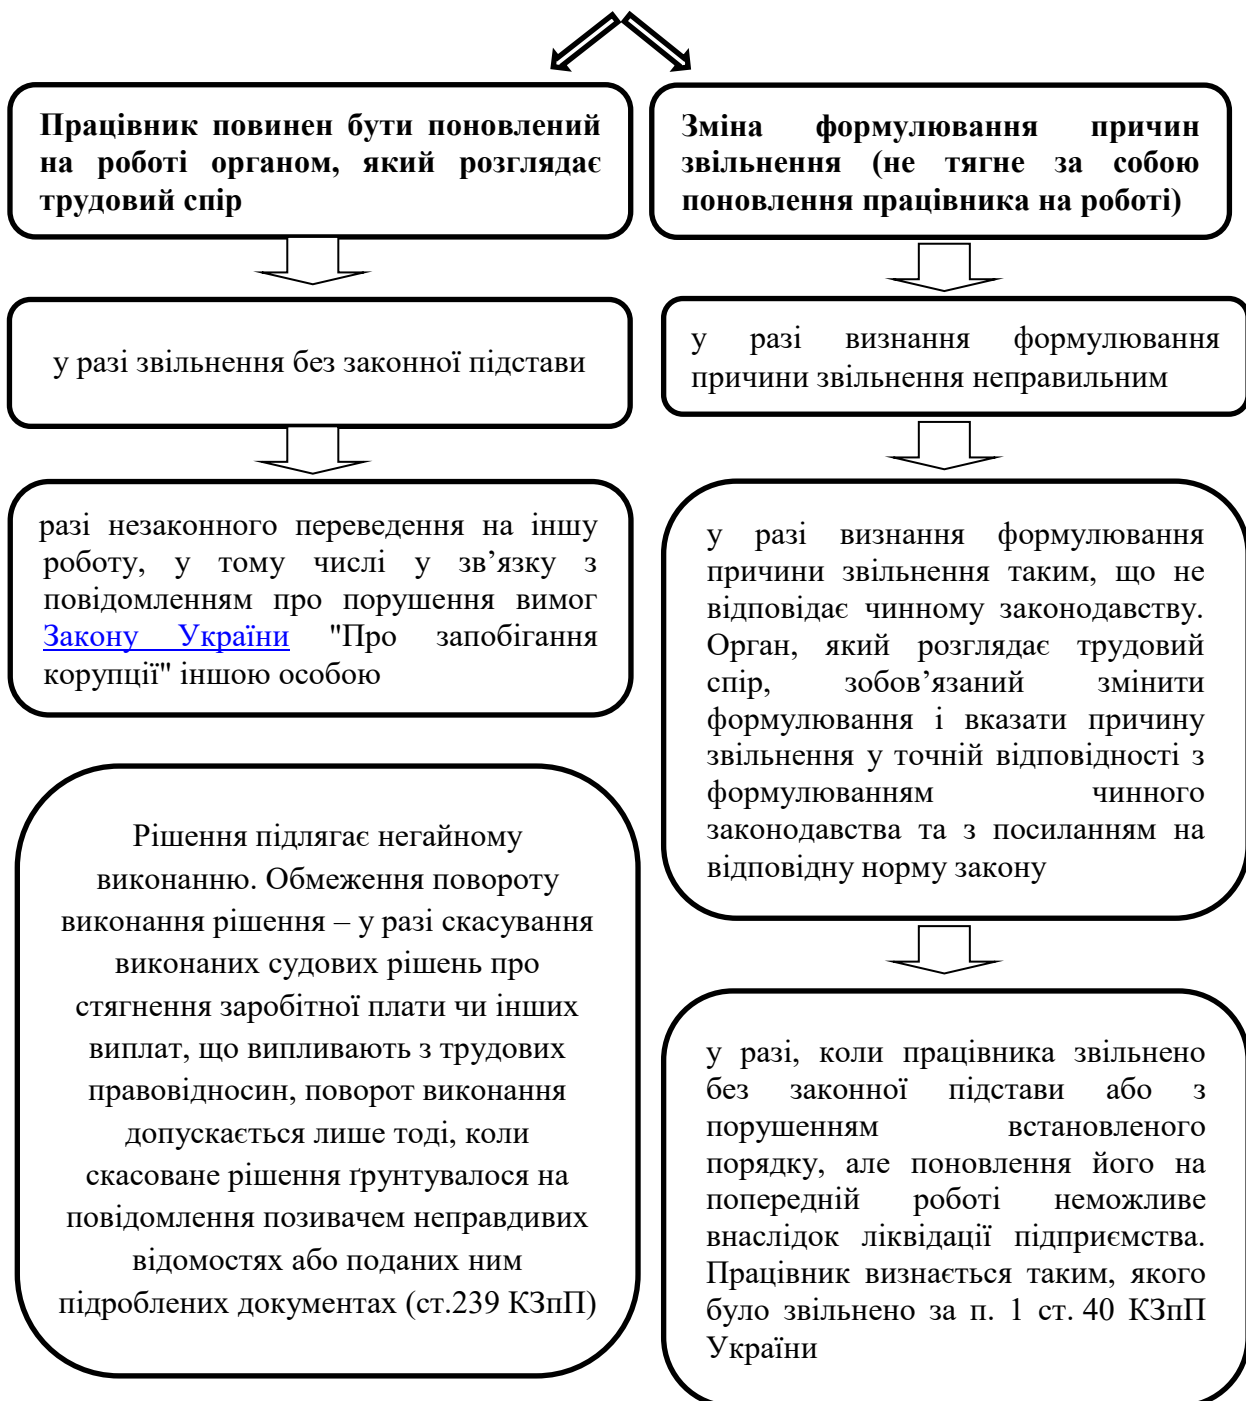 Працівник повинен бути поновлений
на роботі органом, який розглядає
трудовий спір
у разі звільнення без законної підстави
разі незаконного переведення на іншу
роботу, у тому числі у зв’язку з
повідомленням про порушення вимог
Закону України "Про запобігання
корупції" іншою особою
Рішення підлягає негайному
виконанню. Обмеження повороту
виконання рішення – у разі скасування
виконаних судових рішень про
стягнення заробітної плати чи інших
виплат, що випливають з трудових
правовідносин, поворот виконання
допускається лише тоді, коли
скасоване рішення ґрунтувалося на
повідомлення позивачем неправдивих
відомостях або поданих ним
підроблених документах (ст.239 КЗпП)
Зміна формулювання причин
звільнення (не тягне за собою
поновлення працівника на роботі)
у разі визнання формулювання
причини звільнення неправильним
у разі визнання формулювання
причини звільнення таким, що не
відповідає чинному законодавству.
Орган, який розглядає трудовий
спір, зобов’язаний змінити
формулювання і вказати причину
звільнення у точній відповідності з
формулюванням чинного
законодавства та з посиланням на
відповідну норму закону
у разі, коли працівника звільнено
без законної підстави або з
порушенням встановленого
порядку, але поновлення його на
попередній роботі неможливе
внаслідок ліквідації підприємства.
Працівник визнається таким, якого
було звільнено за п. 1 ст. 40 КЗпП
України